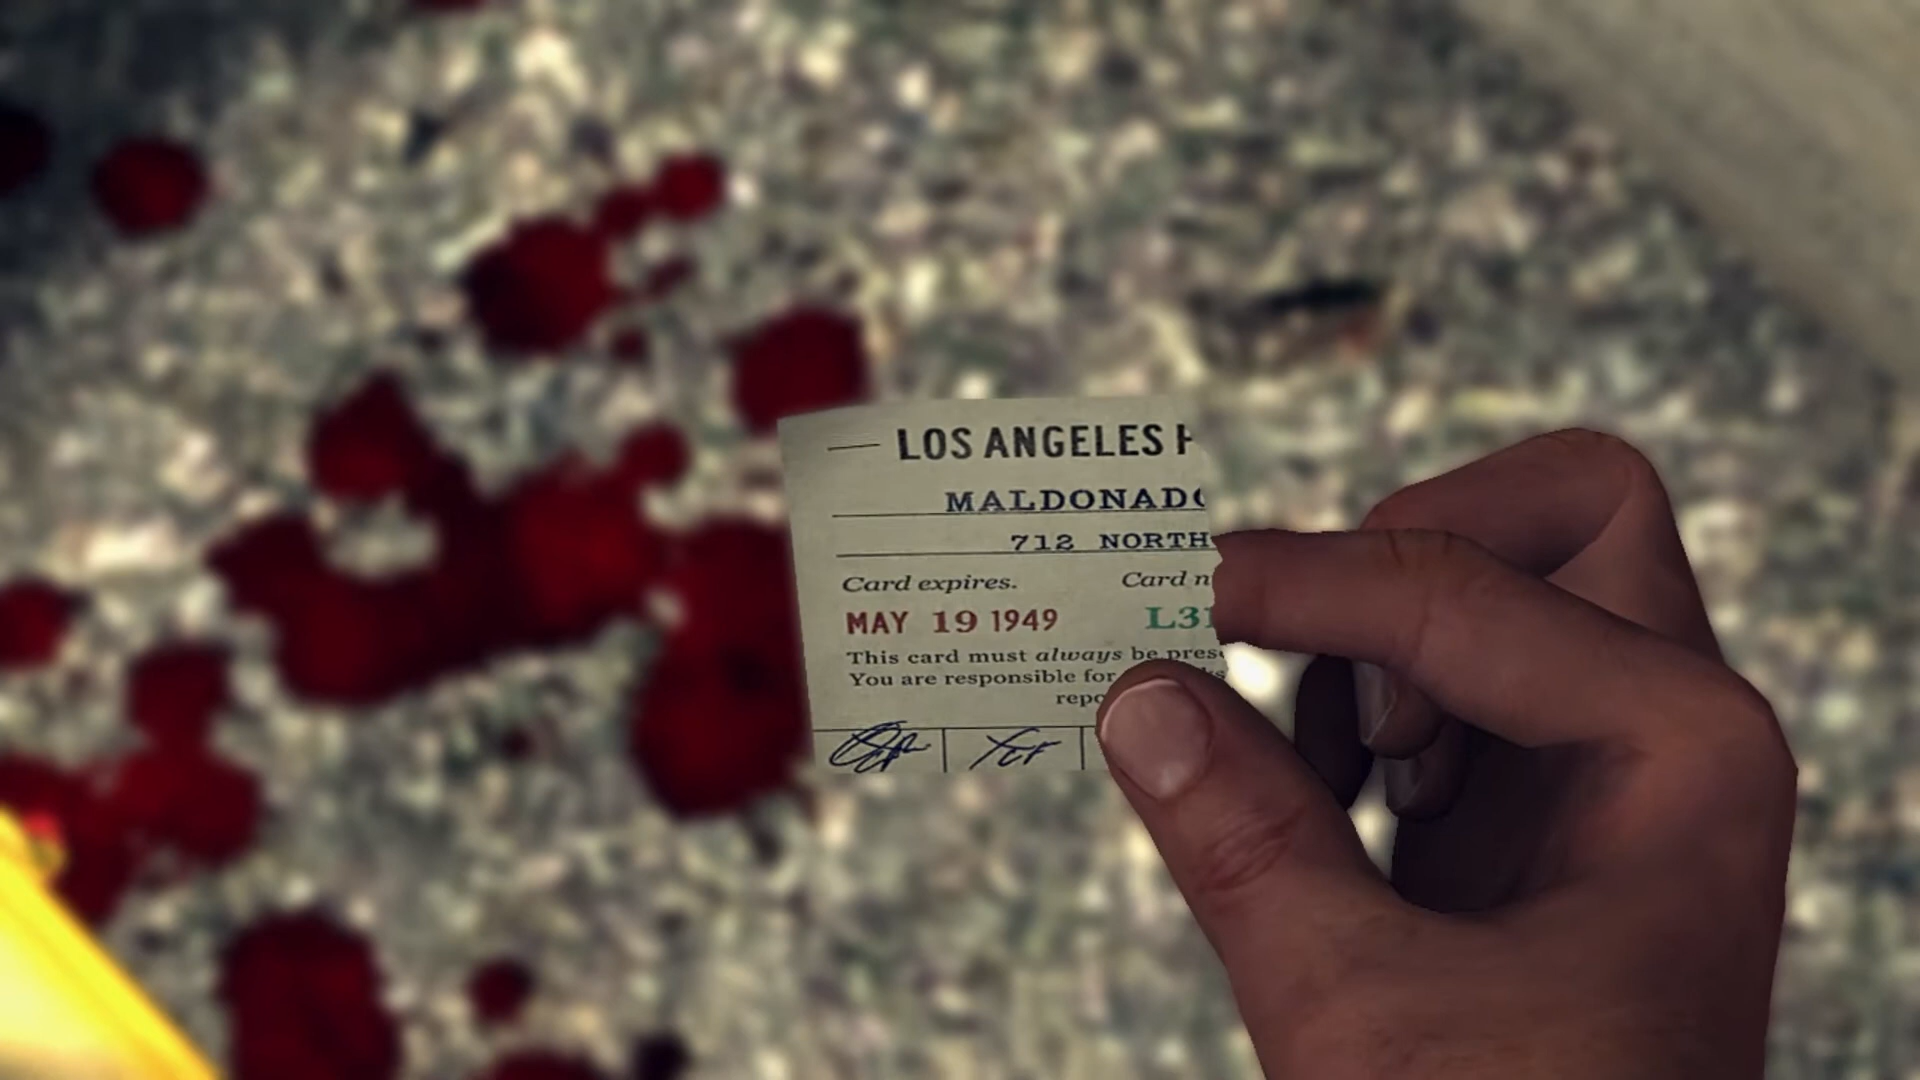 LOS ANGELES
MALDONADO
712 NORTH
Card expires. Card n
MAY 19 1949 L31
This card must always be pres
You are responsible for
repo